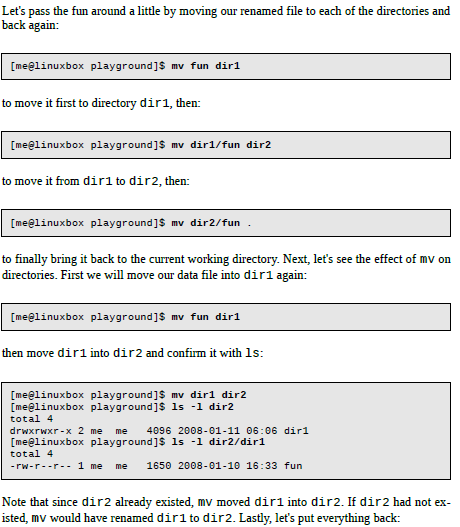 Let's pass the fun around a little by moving our renamed file to each of the directories and
back again:
[me@linuxbox playground]$ mv fun dir1
to move it first to directory dir1, then:
[me@linuxbox playground]$ mv dir1/fun dir2
to move it from dir1 to dir2, then:
[me@linuxbox playground]$ mv dir2/fun .
to finally bring it back to the current working directory. Next, let's see the effect of mv on
directories. First we will move our data file into dir1 again:
[me@linuxbox playground]$ mv fun dir1
then move dir1 into dir2 and confirm it with ls:
[me@linuxbox playground]$ mv dir1 dir2
[me@linuxbox playground]$ ls -l dir2
total 4
drwxrwxr-x 2 me  me   4096 2008-01-11 06:06 dir1
[me@linuxbox playground]$ ls -l dir2/dir1
total 4
-rw-r--r-- 1 me  me   1650 2008-01-10 16:33 fun
Note that since dir2 already existed, mv moved dir1 into dir2. If dir2 had not ex-
isted, mv would have renamed dir1 to dir2. Lastly, let's put everything back: